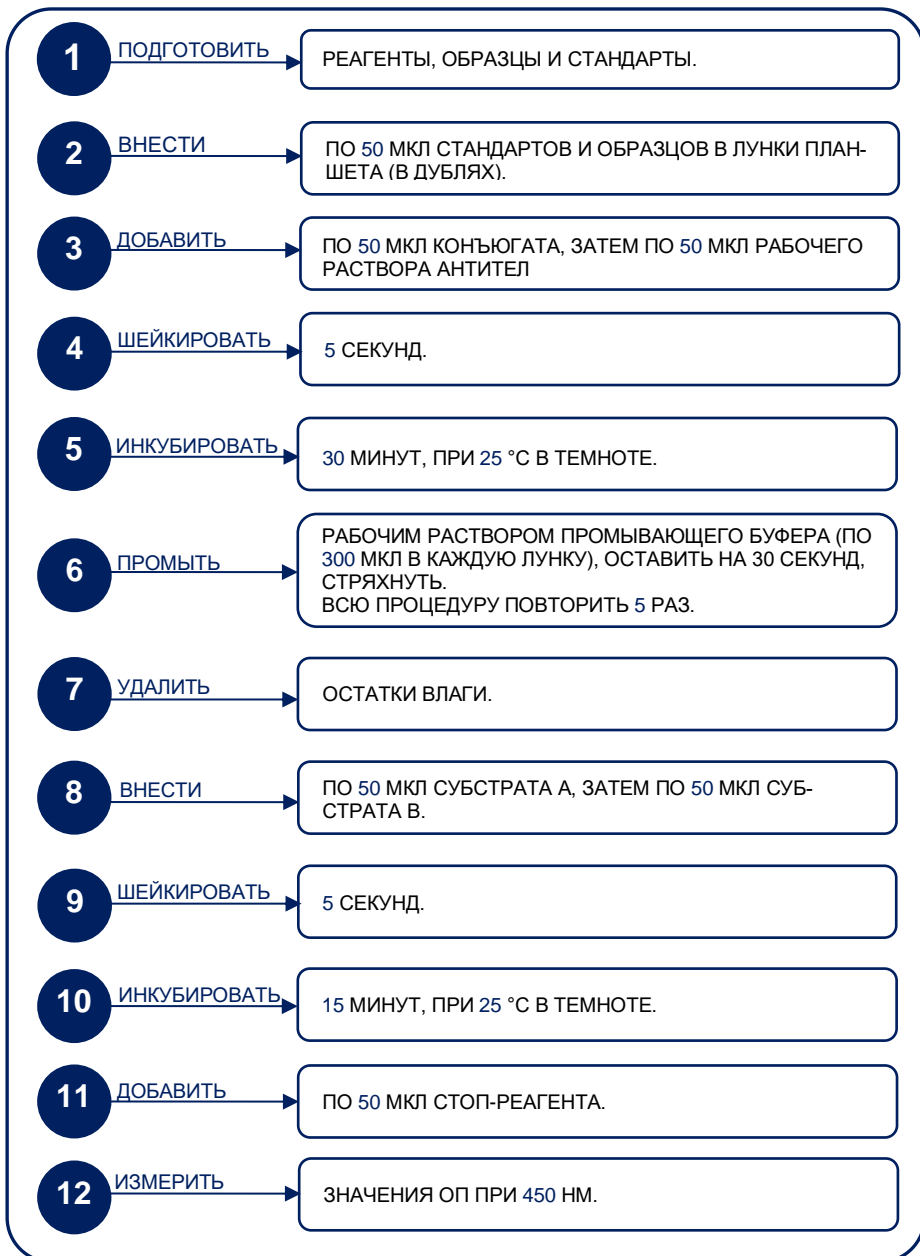 1 ПОДГОТОВИТЬ
РЕАГЕНТЫ, ОБРАЗЦЫ И СТАНДАРТЫ.
2 ВНЕСТИ
ПО 50 МКЛ СТАНДАРТОВ И ОБРАЗЦОВ В ЛУНКИ ПЛАН-
ШЕТА (В ДУБЛЯХ).
3 ДОБАВИТЬ
ПО 50 МКЛ КОНЪЮГАТА, ЗАТЕМ ПО 50 МКЛ РАБОЧЕГО
РАСТВОРА АНТИТЕЛ
4 ШЕЙКИРОВАТЬ
5 СЕКУНД.
5 ИНКУБИРОВАТЬ
30 МИНУТ, ПРИ 25 °C В ТЕМНОТЕ.
6 ПРОМЫТЬ
РАБОЧИМ РАСТВОРОМ ПРОМЫВАЮЩЕГО БУФЕРА (ПО
300 МКЛ В КАЖДУЮ ЛУНКУ), ОСТАВИТЬ НА 30 СЕКУНД,
СТРЯХНУТЬ.
ВСЮ ПРОЦЕДУРУ ПОВТОРИТЬ 5 РАЗ.
7 УДАЛИТЬ
ОСТАТКИ ВЛАГИ.
8 ВНЕСТИ
ПО 50 МКЛ СУБСТРАТА А, ЗАТЕМ ПО 50 МКЛ СУБ-
СТРАТА В.
9 ШЕЙКИРОВАТЬ
5 СЕКУНД.
10 ИНКУБИРОВАТЬ
15 МИНУТ, ПРИ 25 °C В ТЕМНОТЕ.
11 ДОБАВИТЬ
ПО 50 МКЛ СТОП-РЕАГЕНТА.
12 ИЗМЕРИТЬ
ЗНАЧЕНИЯ ОП ПРИ 450 НМ.